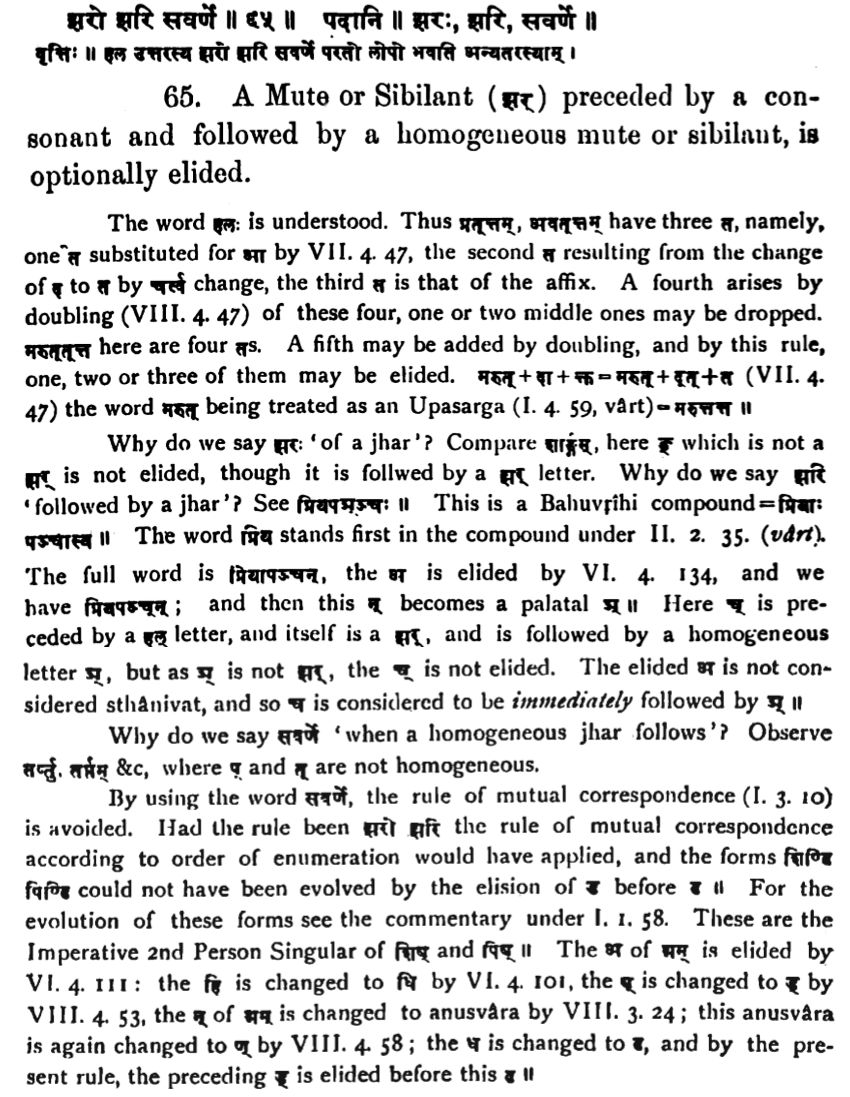 झरो झरि सवर्णे ॥ ६५ ॥ पदानि ॥ झरः, झरि, सवर्णे ॥
वृत्तिः ॥ हल उत्तरस्य झरो झरि सवर्णे परतो लोपो भवति अन्यतरस्याम् ।
65. A Mute or Sibilant (झर्) preceded by a con-
sonant and followed by a homogeneous mute or sibilant, is
optionally elided.
The word हलः is understood. Thus प्रत्त्तम्, अवत्त्तम् have three त, namely,
one त substituted for आ by VII. 4. 47, the second त resulting from the change
of द् to त by चर्त्व change, the third त is that of the affix. A fourth arises by
doubling (VIII. 4. 47) of these four, one or two middle ones may be dropped.
मरुत्त्त्त here are four तs. A fifth may be added by doubling, and by this rule,
one, two or three of them may be elided. मरुत्+दा+क्त=मरुत्+दृत्+त (VII. 4.
47) the word मरुत् being treated as an Upasarga (I. 4. 59, vârt)=मरुत्तत्त ॥
Why do we say झरः 'of a jhar'? Compare शार्ङ्गम्, here ङ् which is not a
झर् is not elided, though it is follwed by a झर् letter. Why do we say झरि
'followed by a jhar'? See प्रियपञ्च्ञः ॥ This is a Bahuvṛîhi compound=प्रियाः
पञ्चास्य ॥ The word प्रिय stands first in the compound under II. 2. 35. (vârt).
The full word is प्रियापञ्चन्, the अ is elided by VI. 4. 134, and we
have प्रियपञ्च्न्; and then this न् becomes a palatal ञ् ॥ Here च् is pre-
ceded by a हल् letter, and itself is a झर्, and is followed by a homogeneous
letter ञ्, but as ञ् is not झर्, the च् is not elided. The elided अ is not con-
sidered sthânivat, and so च is considered to be immediately followed by ञ् ॥
Why do we say सवर्णे 'when a homogeneous jhar follows'? Observe
तर्प्तृ. तर्प्तुम् &c, where प् and त् are not homogeneous.
By using the word सवर्णे, the rule of mutual correspondence (I. 3. 10)
is avoided. Had the rule been झरो झरि the rule of mutual correspondence
according to order of enumeration would have applied, and the forms शिण्ढि
पिण्ढि could not have been evolved by the elision of ड before ढ ॥ For the
evolution of these forms see the commentary under I. 1. 58. These are the
Imperative 2nd Person Singular of शिष् and पिष् ॥ The अ of श्नम् is elided by
VI. 4. 111: the हि is changed to धि by VI. 4. 101, the ष् is changed to ड् by
VIII. 4. 53, the न् of श्नम् is changed to anusvâra by VIII. 3. 24; this anusvâra
is again changed to ण् by VIII. 4. 58; the ध is changed to ढ, and by the pre-
sent rule, the preceding ड् is elided before this ढ ॥